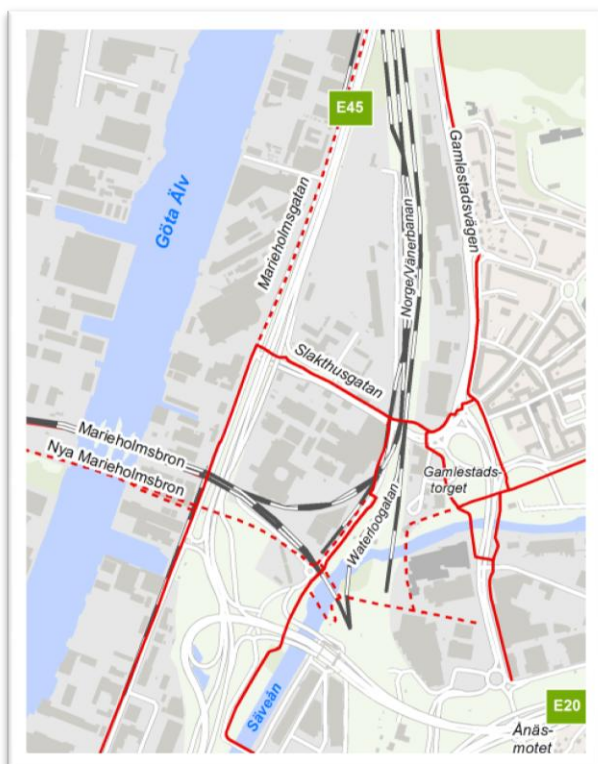 E45
Göta Älv
Marieholmsgatan
Gamlestadsvägen
Norge/Vänerbanan
Slakthusgatan
Marieholmsbron
Nya Marieholmsbron
Gamlestads-
torget
Waterloogatan
Säveån
E20
Ånäs-
motet